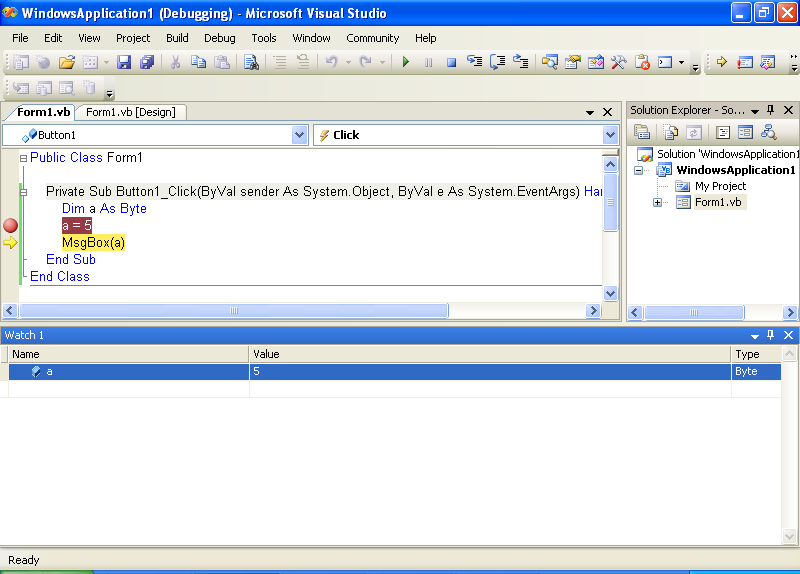 WindowsApplication1 (Debugging) - Microsoft Visual Studio
File Edit View Project Build Debug Tools Window Community Help
Form1.vb Form1.vb [Design]
Solution Explorer - So...
Button1 Click
Public Class Form1
Private Sub Button1_Click(ByVal sender As System.Object, ByVal e As System.EventArgs) Har
Dim a As Byte
a = 5
MsgBox(a)
End Sub
End Class
Solution 'WindowsApplication1
WindowsApplication1
My Project
Form1.vb
Watch 1
Name Value Type
a 5 Byte
Ready